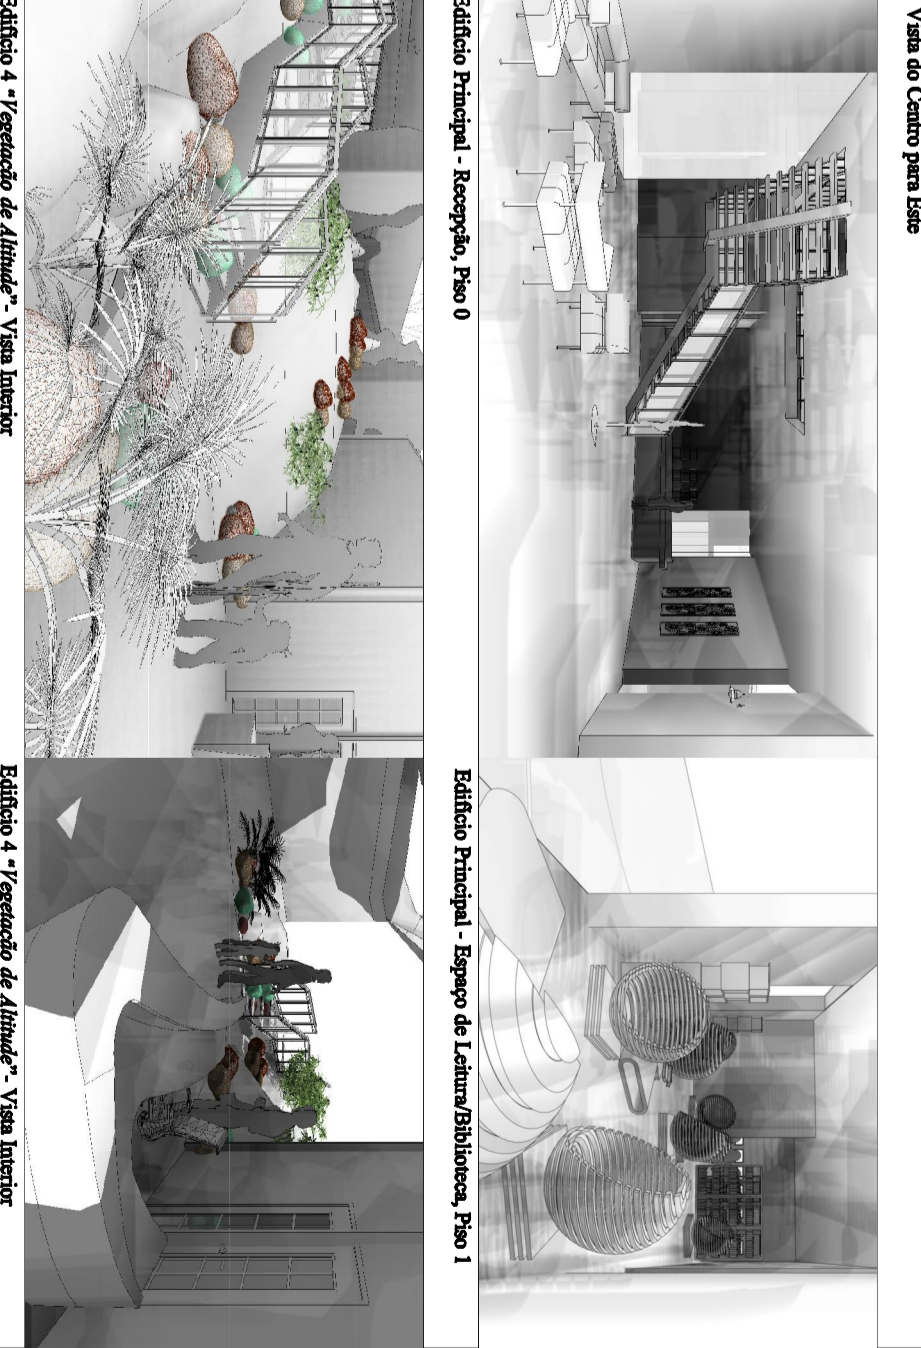 Vista do Centro para Este
Edifício Principal - Recepção, Piso 0
Edifício Principal - Espaço de Leitura/Biblioteca, Piso 1
Edifício 4 “Vegetação de Altitude”- Vista Interior
Edifício 4 “Vegetação de Altitude”- Vista Interior